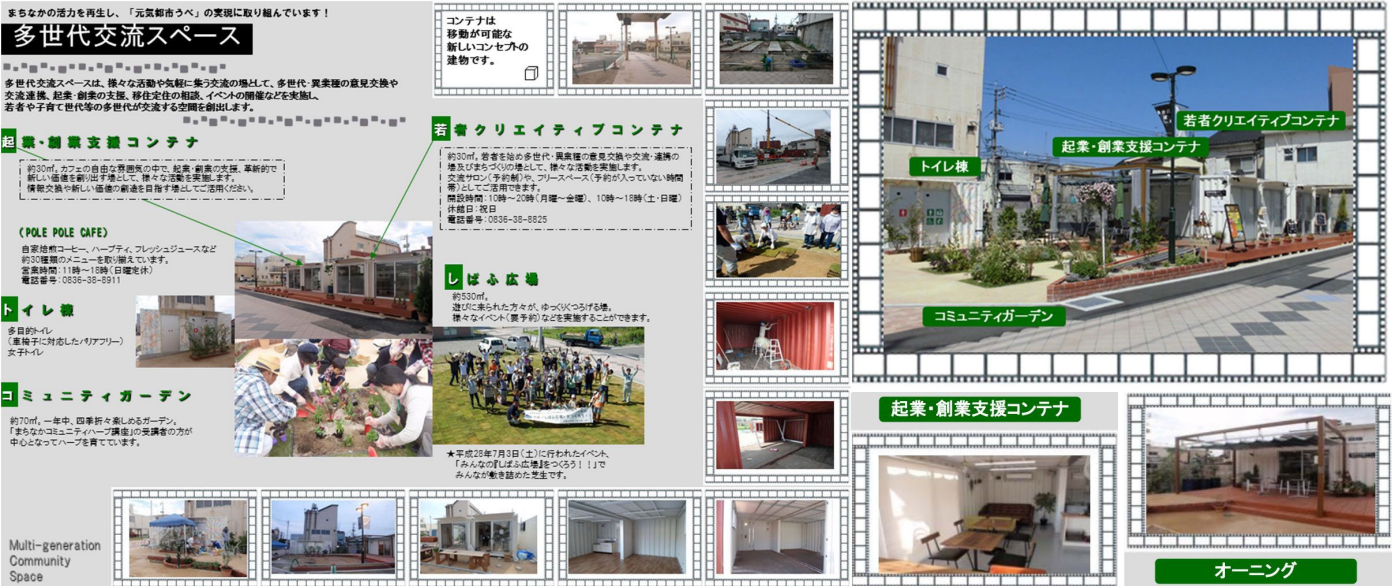 まちなかの活力を再生し、「元気都市うべ」の実現に取り組んでいます！
多世代交流スペース
多世代交流スペースは、様々な活動や気軽に集う交流の場として、多世代・異業種の意見交換や
交流連携、起業・創業の支援、移住定住の相談、イベントの開催などを実施し、
若者や子育て世代等の多世代が交流する空間を創出します。
起業・創業支援コンテナ
約30㎡。カフェの自由な雰囲気の中で、起業・創業の支援、革新的で
新しい価値を創り出す場として、様々な活動を実施します。
情報交換や新しい価値の創造を目指す場としてご活用ください。
（POLE POLE CAFE）
自家焙煎コーヒー、ハーブティ、フレッシュジュースなど
約30種類のメニューを取り揃えています。
営業時間：11時～18時（日曜定休）
電話番号：0836-38-8911
トイレ棟
多目的トイレ
（車椅子に対応したバリアフリー）
女子トイレ
コミュニティガーデン
約70㎡。一年中、四季折々楽しめるガーデン。
「まちなかコミュニティハーブ講座」の受講者の方が
中心となってハーブを育てています。
コンテナは
移動が可能な
新しいコンセプトの
建物です。
若者クリエイティブコンテナ
約30㎡。若者を始め多世代・異業種の意見交換や交流・連携の
場及びまちづくりの場として、様々な活動を実施します。
交流サロン（予約制）や、フリースペース（予約が入っていない時間
帯）としてご活用できます。
開設時間：10時～20時（月曜～金曜）、10時～18時（土・日曜）
休館日：祝日
電話番号：0836-38-8825
しばふ広場
約530㎡。
遊びに来られた方々が、ゆっくりくつろげる場。
様々なイベント（要予約）などを実施することができます。
★平成28年7月3日（土）に行われたイベント、
「みんなの『しばふ広場』をつくろう！！」で
みんなが敷き詰めた芝生です。
Multi-generation
Community
Space
若者クリエイティブコンテナ
起業・創業支援コンテナ
トイレ棟
コミュニティガーデン
起業・創業支援コンテナ
オーニング